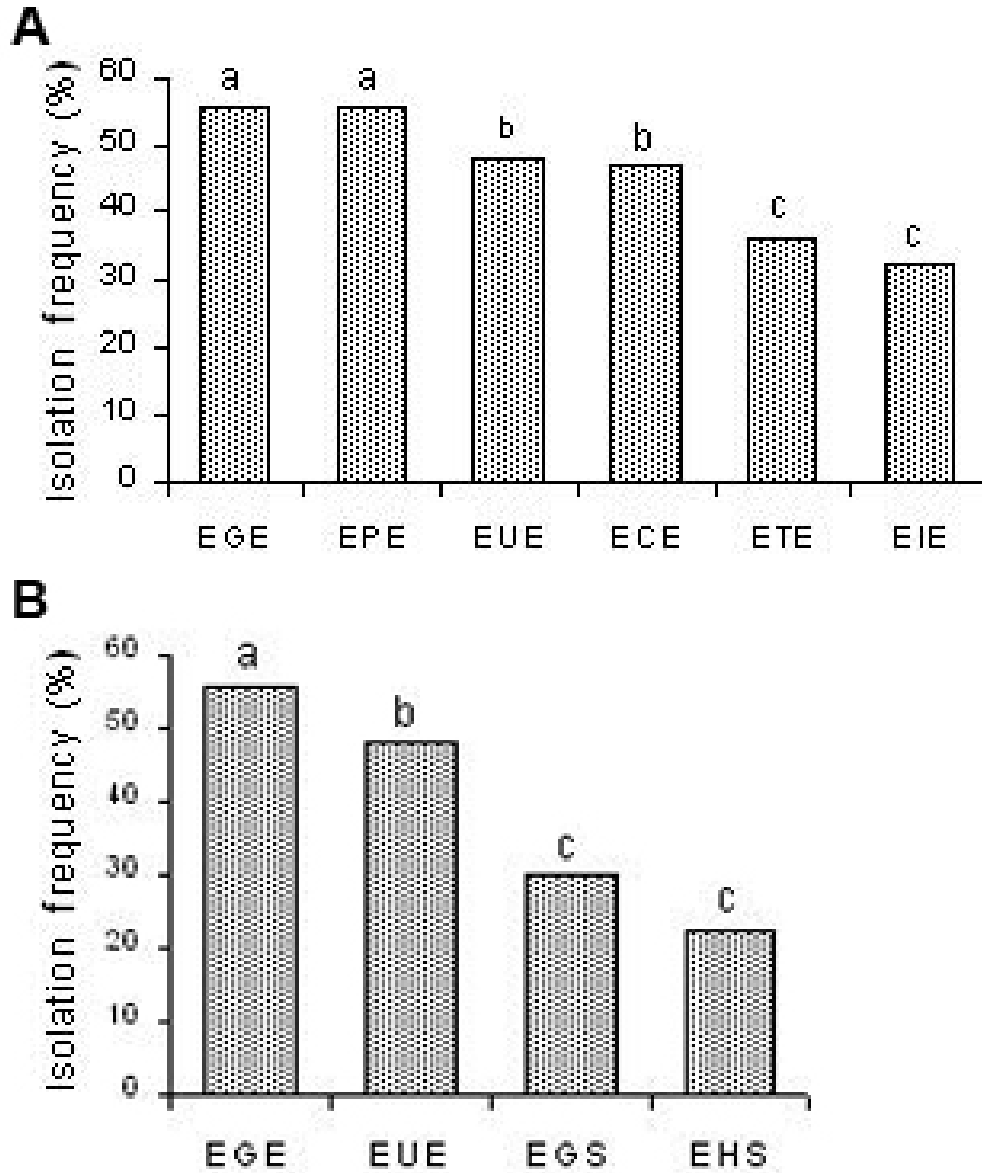 A
Isolation frequency (%)
60
50
40
30
20
10
0
a a b b c c
EGE EPE EUE ECE ETE EIE
B
Isolation frequency (%)
60
50
40
30
20
10
0
a b c c
EGE EUE EGS EHS